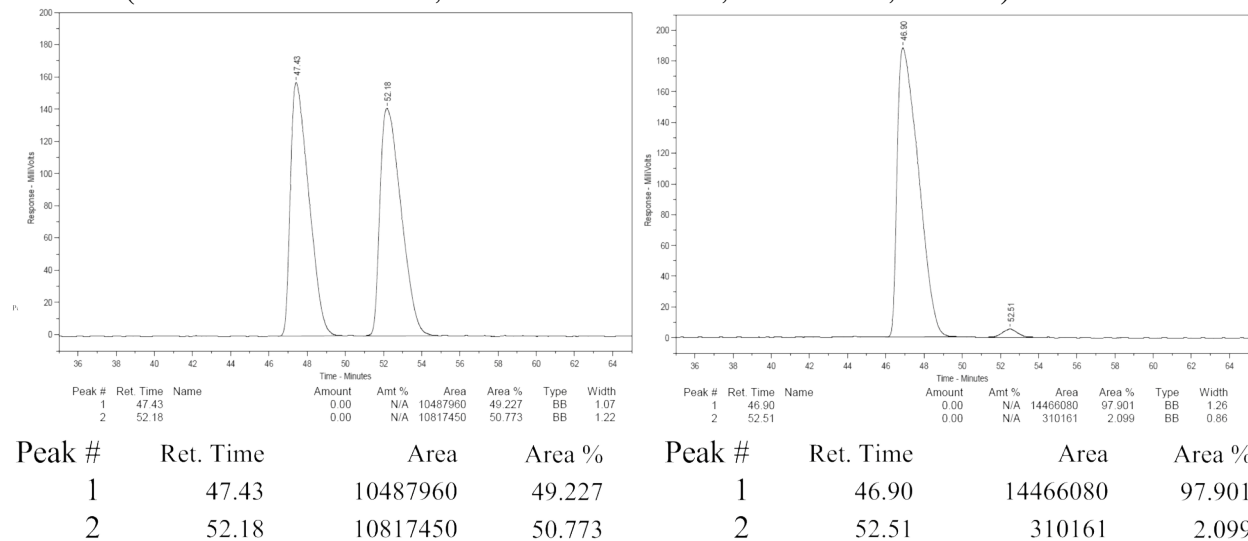 200
180
160
140
120
100
80
60
40
20
0
Response - MilliVolts
47.43
52.18
36 38 40 42 44 46 48 50 52 54 56 58 60 62 64
Time - Minutes
Peak # Ret. Time Name Amount Amt % Area Area % Type Width
1 47.43 0.00 N/A 10487960 49.227 BB 1.07
2 52.18 0.00 N/A 10817450 50.773 BB 1.22
Peak # Ret. Time Area Area %
1 47.43 10487960 49.227
2 52.18 10817450 50.773
200
180
160
140
120
100
80
60
40
20
0
Response - MilliVolts
46.90
52.51
36 38 40 42 44 46 48 50 52 54 56 58 60 62 64
Time - Minutes
Peak # Ret. Time Name Amount Amt % Area Area % Type Width
1 46.90 0.00 N/A 14466080 97.901 BB 1.26
2 52.51 0.00 N/A 310161 2.099 BB 0.86
Peak # Ret. Time Area Area %
1 46.90 14466080 97.901
2 52.51 310161 2.099